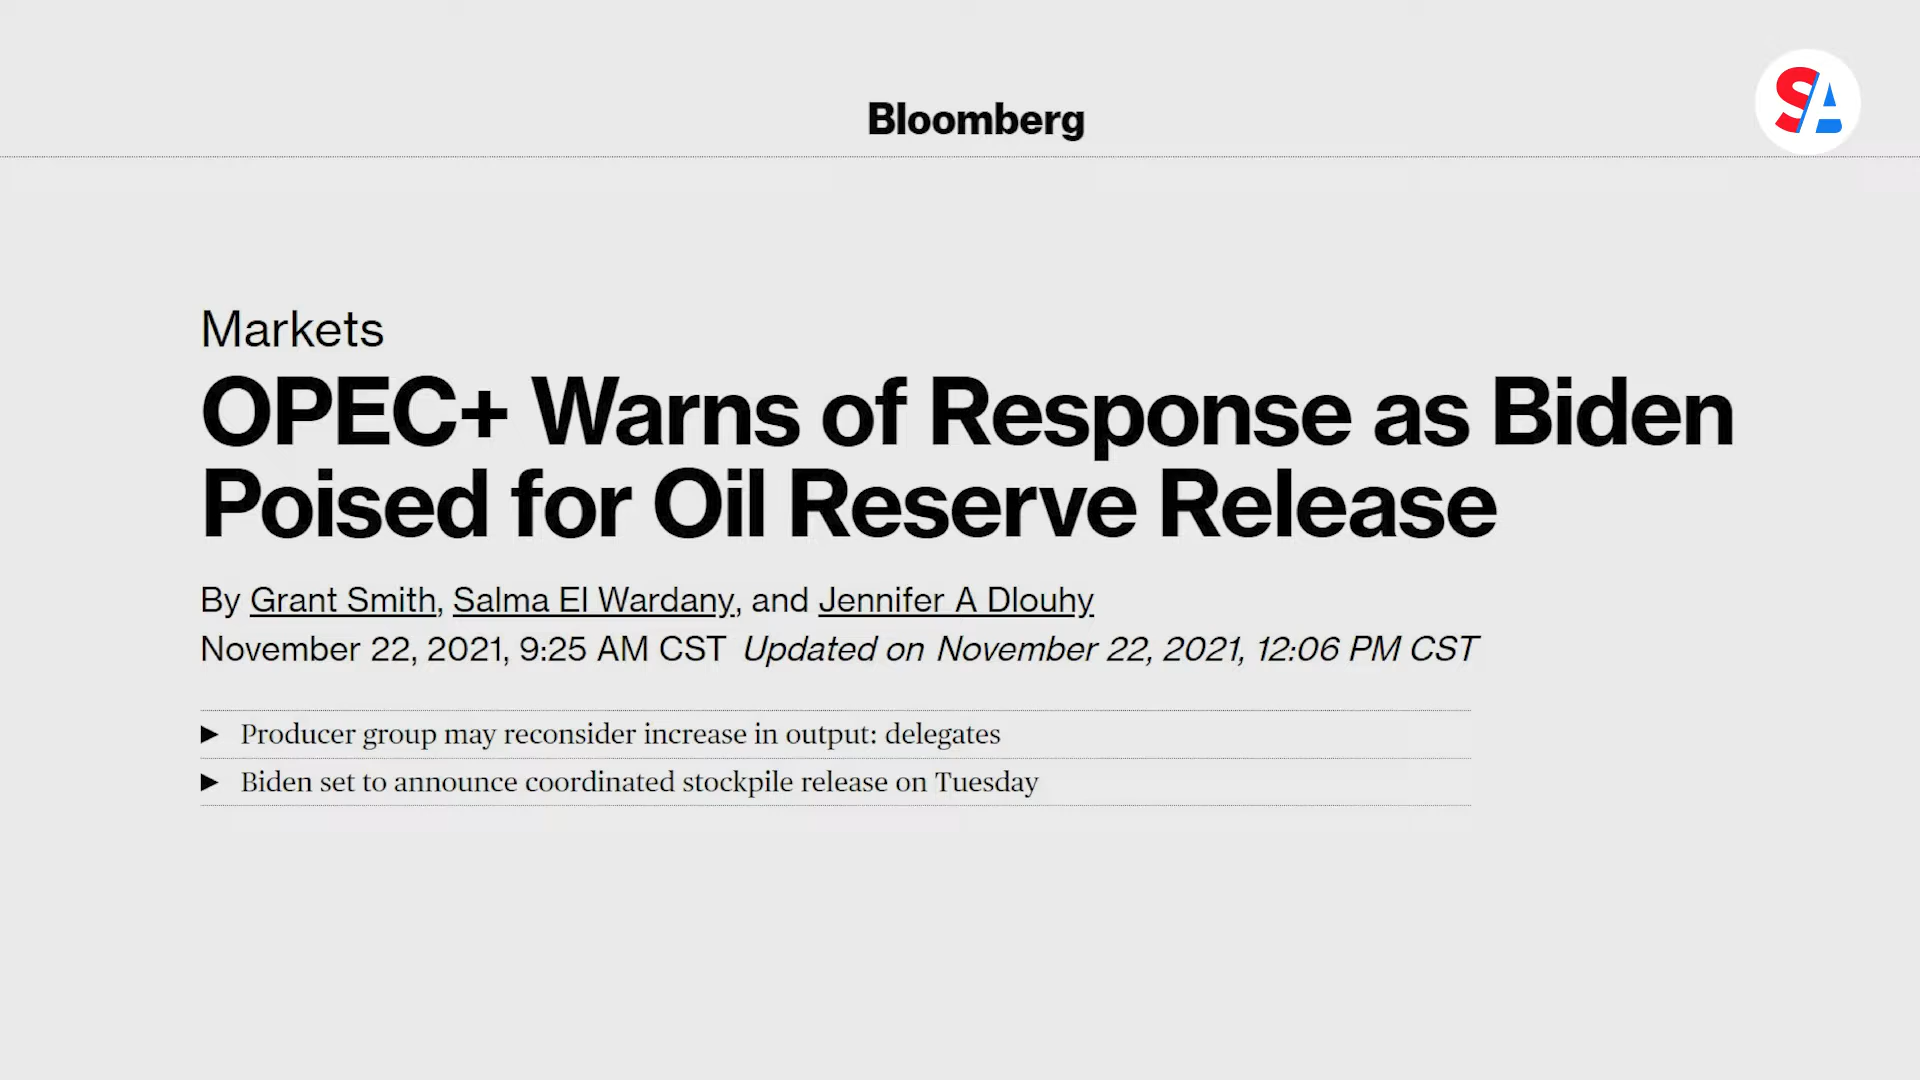 Bloomberg
SA
Markets
OPEC+ Warns of Response as Biden
Poised for Oil Reserve Release
By Grant Smith, Salma El Wardany, and Jennifer A Dlouhy
November 22, 2021, 9:25 AM CST Updated on November 22, 2021, 12:06 PM CST
Producer group may reconsider increase in output: delegates
Biden set to announce coordinated stockpile release on Tuesday